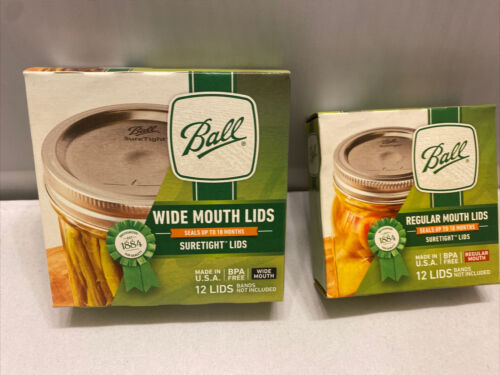 Ball®
Ball
SureTight
WIDE MOUTH LIDS
SEALS UP TO 18 MONTHS
SURETIGHT™ LIDS
1884
MADE IN
U.S.A.
BPA
FREE
WIDE
MOUTH
12 LIDS BANDS
NOT INCLUDED
Ball®
REGULAR MOUTH LIDS
SEALS UP TO 18 MONTHS
SURETIGHT™ LIDS
1884
MADE IN
U.S.A.
BPA
FREE
REGULAR
MOUTH
12 LIDS BANDS
NOT INCLUDED